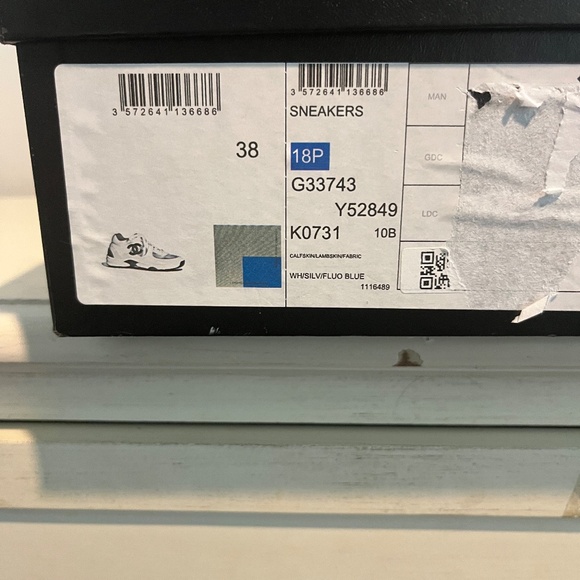 3 572641 136686
38
3 572641 136686
SNEAKERS
18P
G33743
Y52849
K0731 10B
CALFSKIN/LAMBSKIN/FABRIC
WH/SILV/FLUO BLUE
1116489
MAN
GDC
LDC